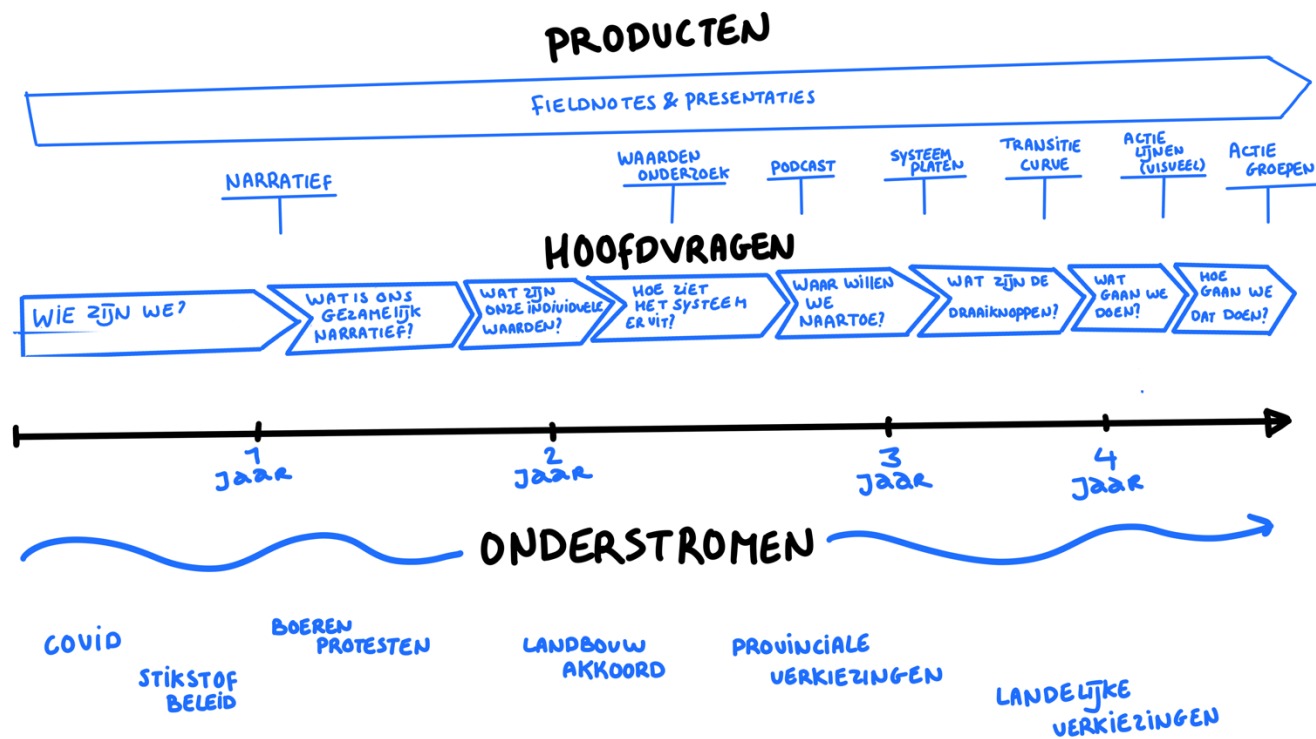 PRODUCTEN
FIELDNOTES & PRESENTATIES
NARRATIEF
WAARDEN
ONDERZOEK
PODCAST
SYSTEEM
PLATEN
TRANSITIE
CURVE
ACTIE
LIJNEN
(VISUEEL)
ACTIE
GROEPEN
HOOFDVRAGEN
WIE ZIJN WE?
WAT IS ONS
GEZAMELIJK
NARRATIEF?
WAT ZIJN
ONZE INDIVIDUELE
WAARDEN?
HOE ZIET
HET SYSTEEM
ER UIT?
WAAR WILLEN
WE
NAARTOE?
WAT ZIJN DE
DRAAIKNOPPEN?
WAT
GAAN WE
DOEN?
HOE
GAAN WE
DAT DOEN?
1
JAAR
2
JAAR
3
JAAR
4
JAAR
ONDERSTROMEN
COVID
STIKSTOF
BELEID
BOEREN
PROTESTEN
LANDBOUW
AKKOORD
PROVINCIALE
VERKIEZINGEN
LANDELIJKE
VERKIEZINGEN